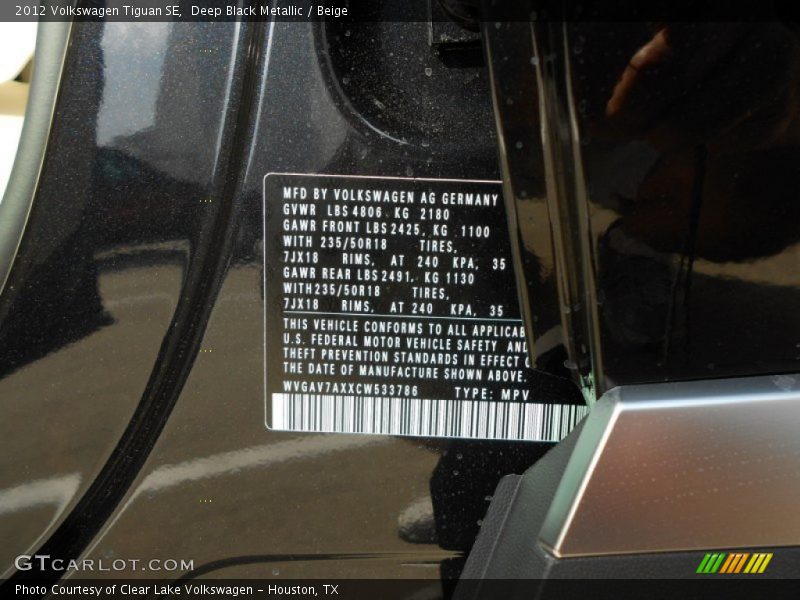 2012 Volkswagen Tiguan SE, Deep Black Metallic / Beige
MFD BY VOLKSWAGEN AG GERMANY
GVWR LBS 4806 KG 2180
GAWR FRONT LBS 2425, KG 1100
WITH 235/50R18 TIRES,
7JX18 RIMS, AT 240 KPA, 35
GAWR REAR LBS 2491, KG 1130
WITH 235/50R18 TIRES,
7JX18 RIMS, AT 240 KPA, 35
THIS VEHICLE CONFORMS TO ALL APPLICAB
U.S. FEDERAL MOTOR VEHICLE SAFETY AND
THEFT PREVENTION STANDARDS IN EFFECT
THE DATE OF MANUFACTURE SHOWN ABOVE.
WVGAV7AXXCW533786 TYPE: MPV
GTCARLOT.COM
Photo Courtesy of Clear Lake Volkswagen - Houston, TX